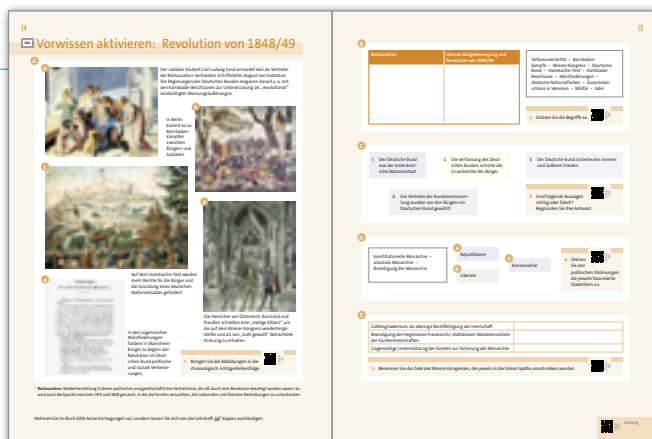 14
Vorwissen aktivieren: Revolution von 1848/49
A
a
Der radikale Student Carl Ludwig Sand ermordet den als Vertreter
der Restauration¹ verhassten Schriftsteller August von Kotzebue.
Die Regierungen des Deutschen Bundes reagieren darauf u. a. mit
den Karlsbader Beschlüssen zur Unterdrückung als „revolutionär“
verdächtiger Meinungsäußerungen.
b
In Berlin
kommt es zu
Barrikaden-
kämpfen
zwischen
Bürgern und
Soldaten.
c
Auf dem Hambacher Fest werden
mehr Rechte für die Bürger und
die Gründung eines deutschen
Nationalstaates gefordert.
d
Die Herrscher von Österreich, Russland und
Preußen schließen eine „Heilige Allianz“, um
die auf dem Wiener Kongress wiederherge-
stellte und als von „Gott gewollt“ betrachtete
Ordnung zu erhalten.
e
In den sogenannten
Märzforderungen
fordern in Mannheim
Bürger zu Beginn der
Revolution im Deut-
schen Bund politische
und soziale Verbesse-
rungen.
1. Bringen Sie die Abbildungen in die
chronologisch richtige Reihenfolge.
¹ Restauration: Wiederherstellung früherer politischer und gesellschaftlicher Verhältnisse, die oft durch eine Revolution beseitigt worden waren. So
wird auch die Epoche zwischen 1815 und 1848 genannt, in der die Fürsten versuchten, alle nationalen und liberalen Bestrebungen zu unterdrücken.
Nehmen Sie im Buch bitte keine Eintragungen vor, sondern lassen Sie sich von der Lehrkraft ggf. Kopien aushändigen.
15
B
Restauration
Liberale Bürgerbewegung und
Revolution von 1848/49
Volkssouveränität • Barrikaden-
kämpfe • Wiener Kongress • Deutscher
Bund • Hambacher Fest • Karlsbader
Beschlüsse • Märzforderungen •
deutsche Nationalfarben • Zusammen-
schluss in Vereinen • Militär • Adel
2. Ordnen Sie die Begriffe zu.
C
1. Der Deutsche Bund
war der erste deut-
sche Nationalstaat.
2. Die Verfassung des Deut-
schen Bundes sicherte die
Grundrechte der Bürger.
3. Der Deutsche Bund sicherte den inneren
und äußeren Frieden.
4. Die Vertreter der Bundesversamm-
lung wurden von den Bürgern im
Deutschen Bund gewählt.
3. Sind folgende Aussagen
richtig oder falsch?
Begründen Sie Ihre Antwort.
D
konstitutionelle Monarchie •
absolute Monarchie •
Beseitigung der Monarchie
a
Republikaner
b
Liberale
c
Konservative
4. Ordnen
Sie den
politischen Strömungen
die jeweils favorisierte
Staatsform zu.
E
Gottesgnadentum als alleinige Rechtfertigung der Herrschaft
Beendigung der Hegemonie Frankreichs, stattdessen Wiedereinsetzen
der Fürstenherrschaften
Gegenseitige Unterstützung der Fürsten zur Sicherung der Monarchie
5. Benennen Sie die Ziele des Wiener Kongresses, die jeweils in der linken Spalte umschrieben werden.
Lösung